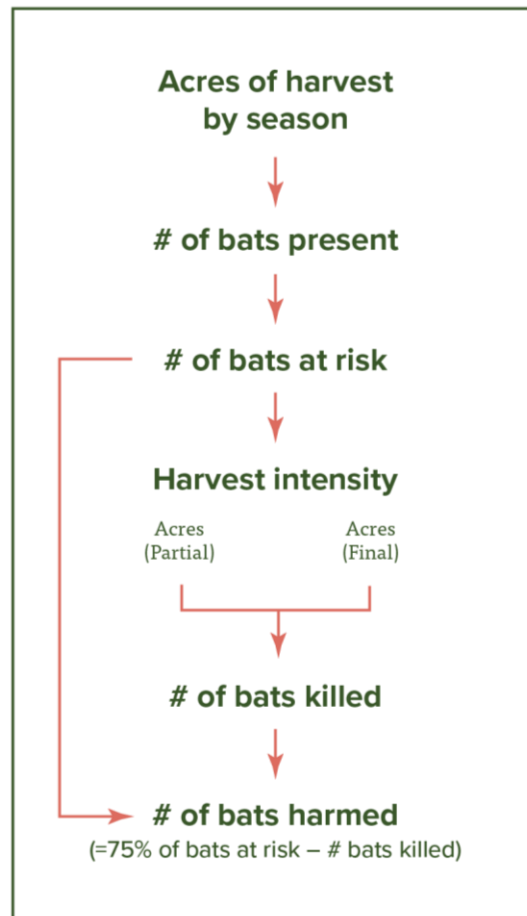 Acres of harvest
by season
# of bats present
# of bats at risk
Harvest intensity
Acres
(Partial)
Acres
(Final)
# of bats killed
# of bats harmed
(=75% of bats at risk – # bats killed)